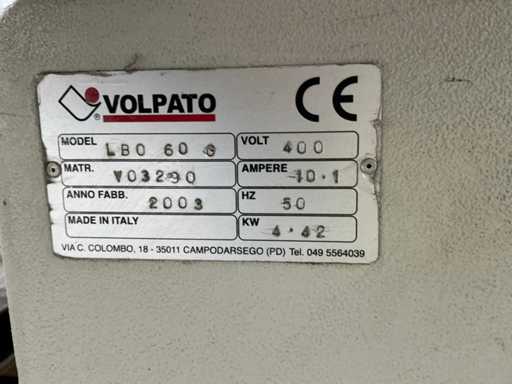 VOLPATO CE
®
MODEL LBO 60 G VOLT 400
MATR. V03290 AMPERE 10.1
ANNO FABB. 2003 HZ 50
MADE IN ITALY KW 4.42
VIA C. COLOMBO, 18 - 35011 CAMPODARSEGO (PD) Tel. 049 5564039